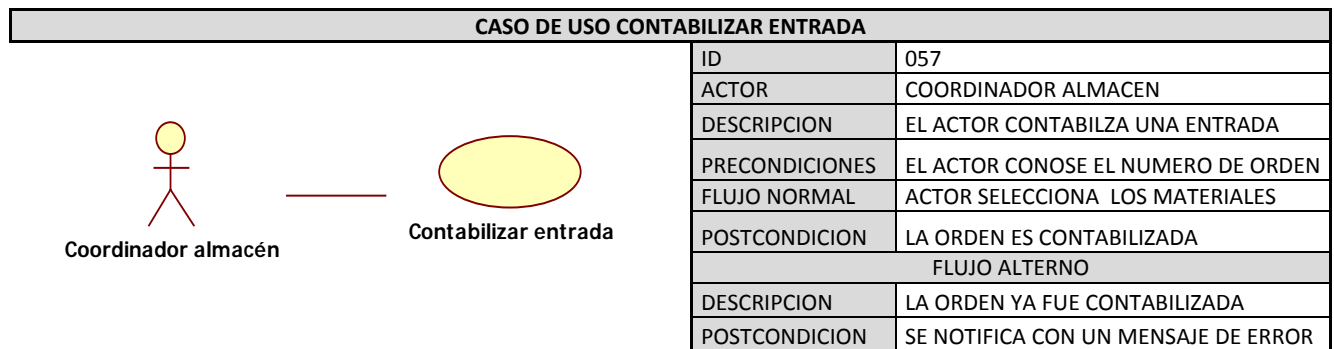 CASO DE USO CONTABILIZAR ENTRADA
ID 057
ACTOR COORDINADOR ALMACEN
DESCRIPCION EL ACTOR CONTABILZA UNA ENTRADA
PRECONDICIONES EL ACTOR CONOSE EL NUMERO DE ORDEN
FLUJO NORMAL ACTOR SELECCIONA LOS MATERIALES
POSTCONDICION LA ORDEN ES CONTABILIZADA
FLUJO ALTERNO
DESCRIPCION LA ORDEN YA FUE CONTABILIZADA
POSTCONDICION SE NOTIFICA CON UN MENSAJE DE ERROR
Coordinador almacén
Contabilizar entrada